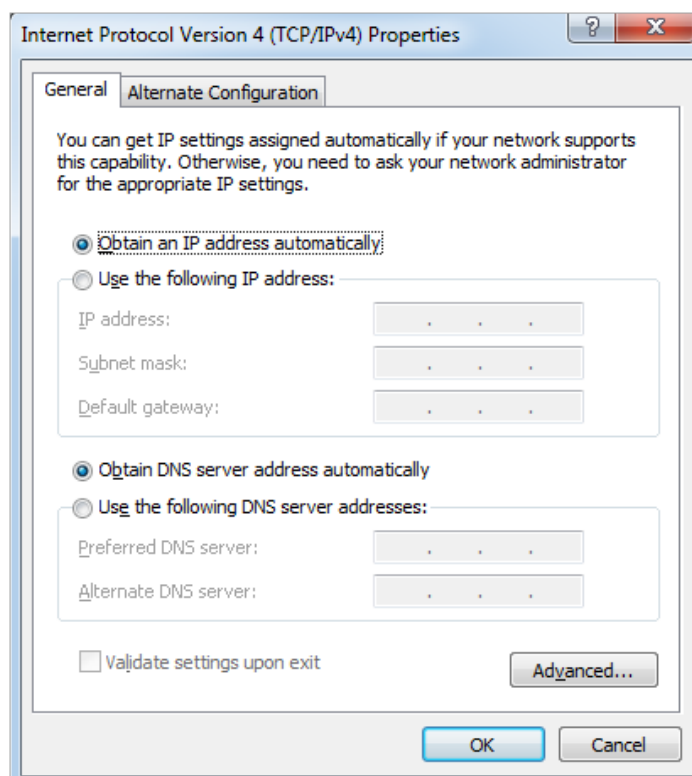 Internet Protocol Version 4 (TCP/IPv4) Properties
?
General
Alternate Configuration
You can get IP settings assigned automatically if your network supports
this capability. Otherwise, you need to ask your network administrator
for the appropriate IP settings.
Obtain an IP address automatically
Use the following IP address:
IP address:
Subnet mask:
Default gateway:
Obtain DNS server address automatically
Use the following DNS server addresses:
Preferred DNS server:
Alternate DNS server:
Validate settings upon exit
Advanced...
OK
Cancel